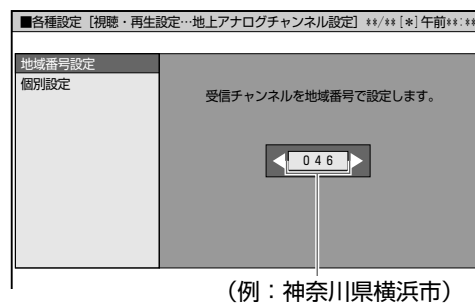 ■各種設定［視聴・再生設定…地上アナログチャンネル設定］ **/**[*]午前**:**
地域番号設定
個別設定
受信チャンネルを地域番号で設定します。
046
（例：神奈川県横浜市）